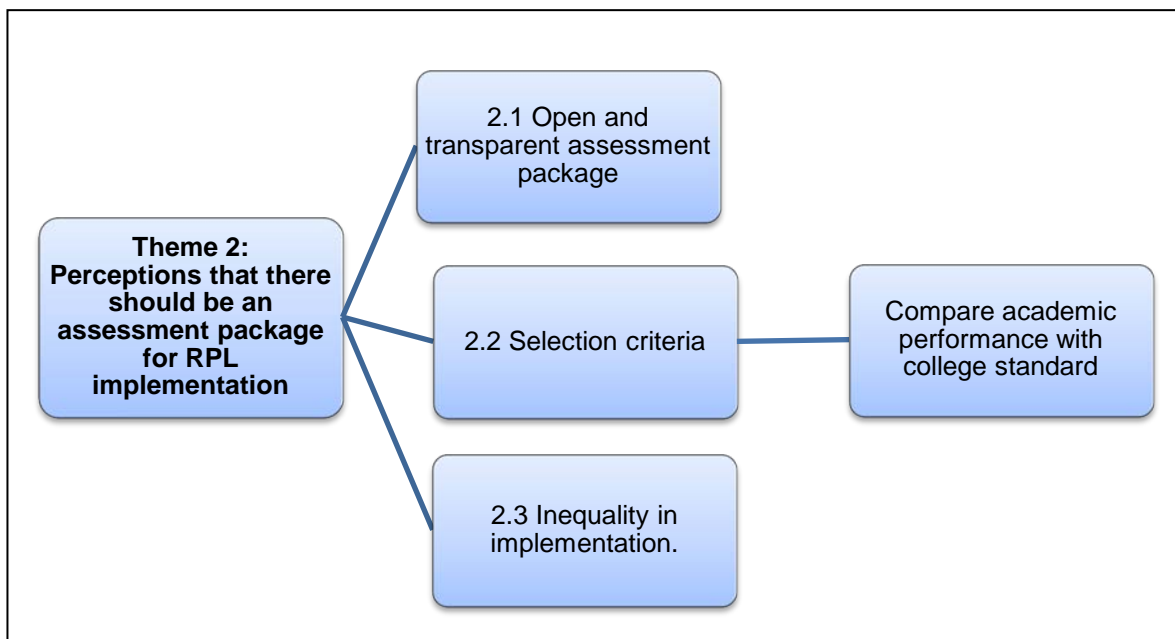 2.1 Open and
transparent assessment
package
Theme 2:
Perceptions that there
should be an
assessment package
for RPL
implementation
2.2 Selection criteria
Compare academic
performance with
college standard
2.3 Inequality in
implementation.